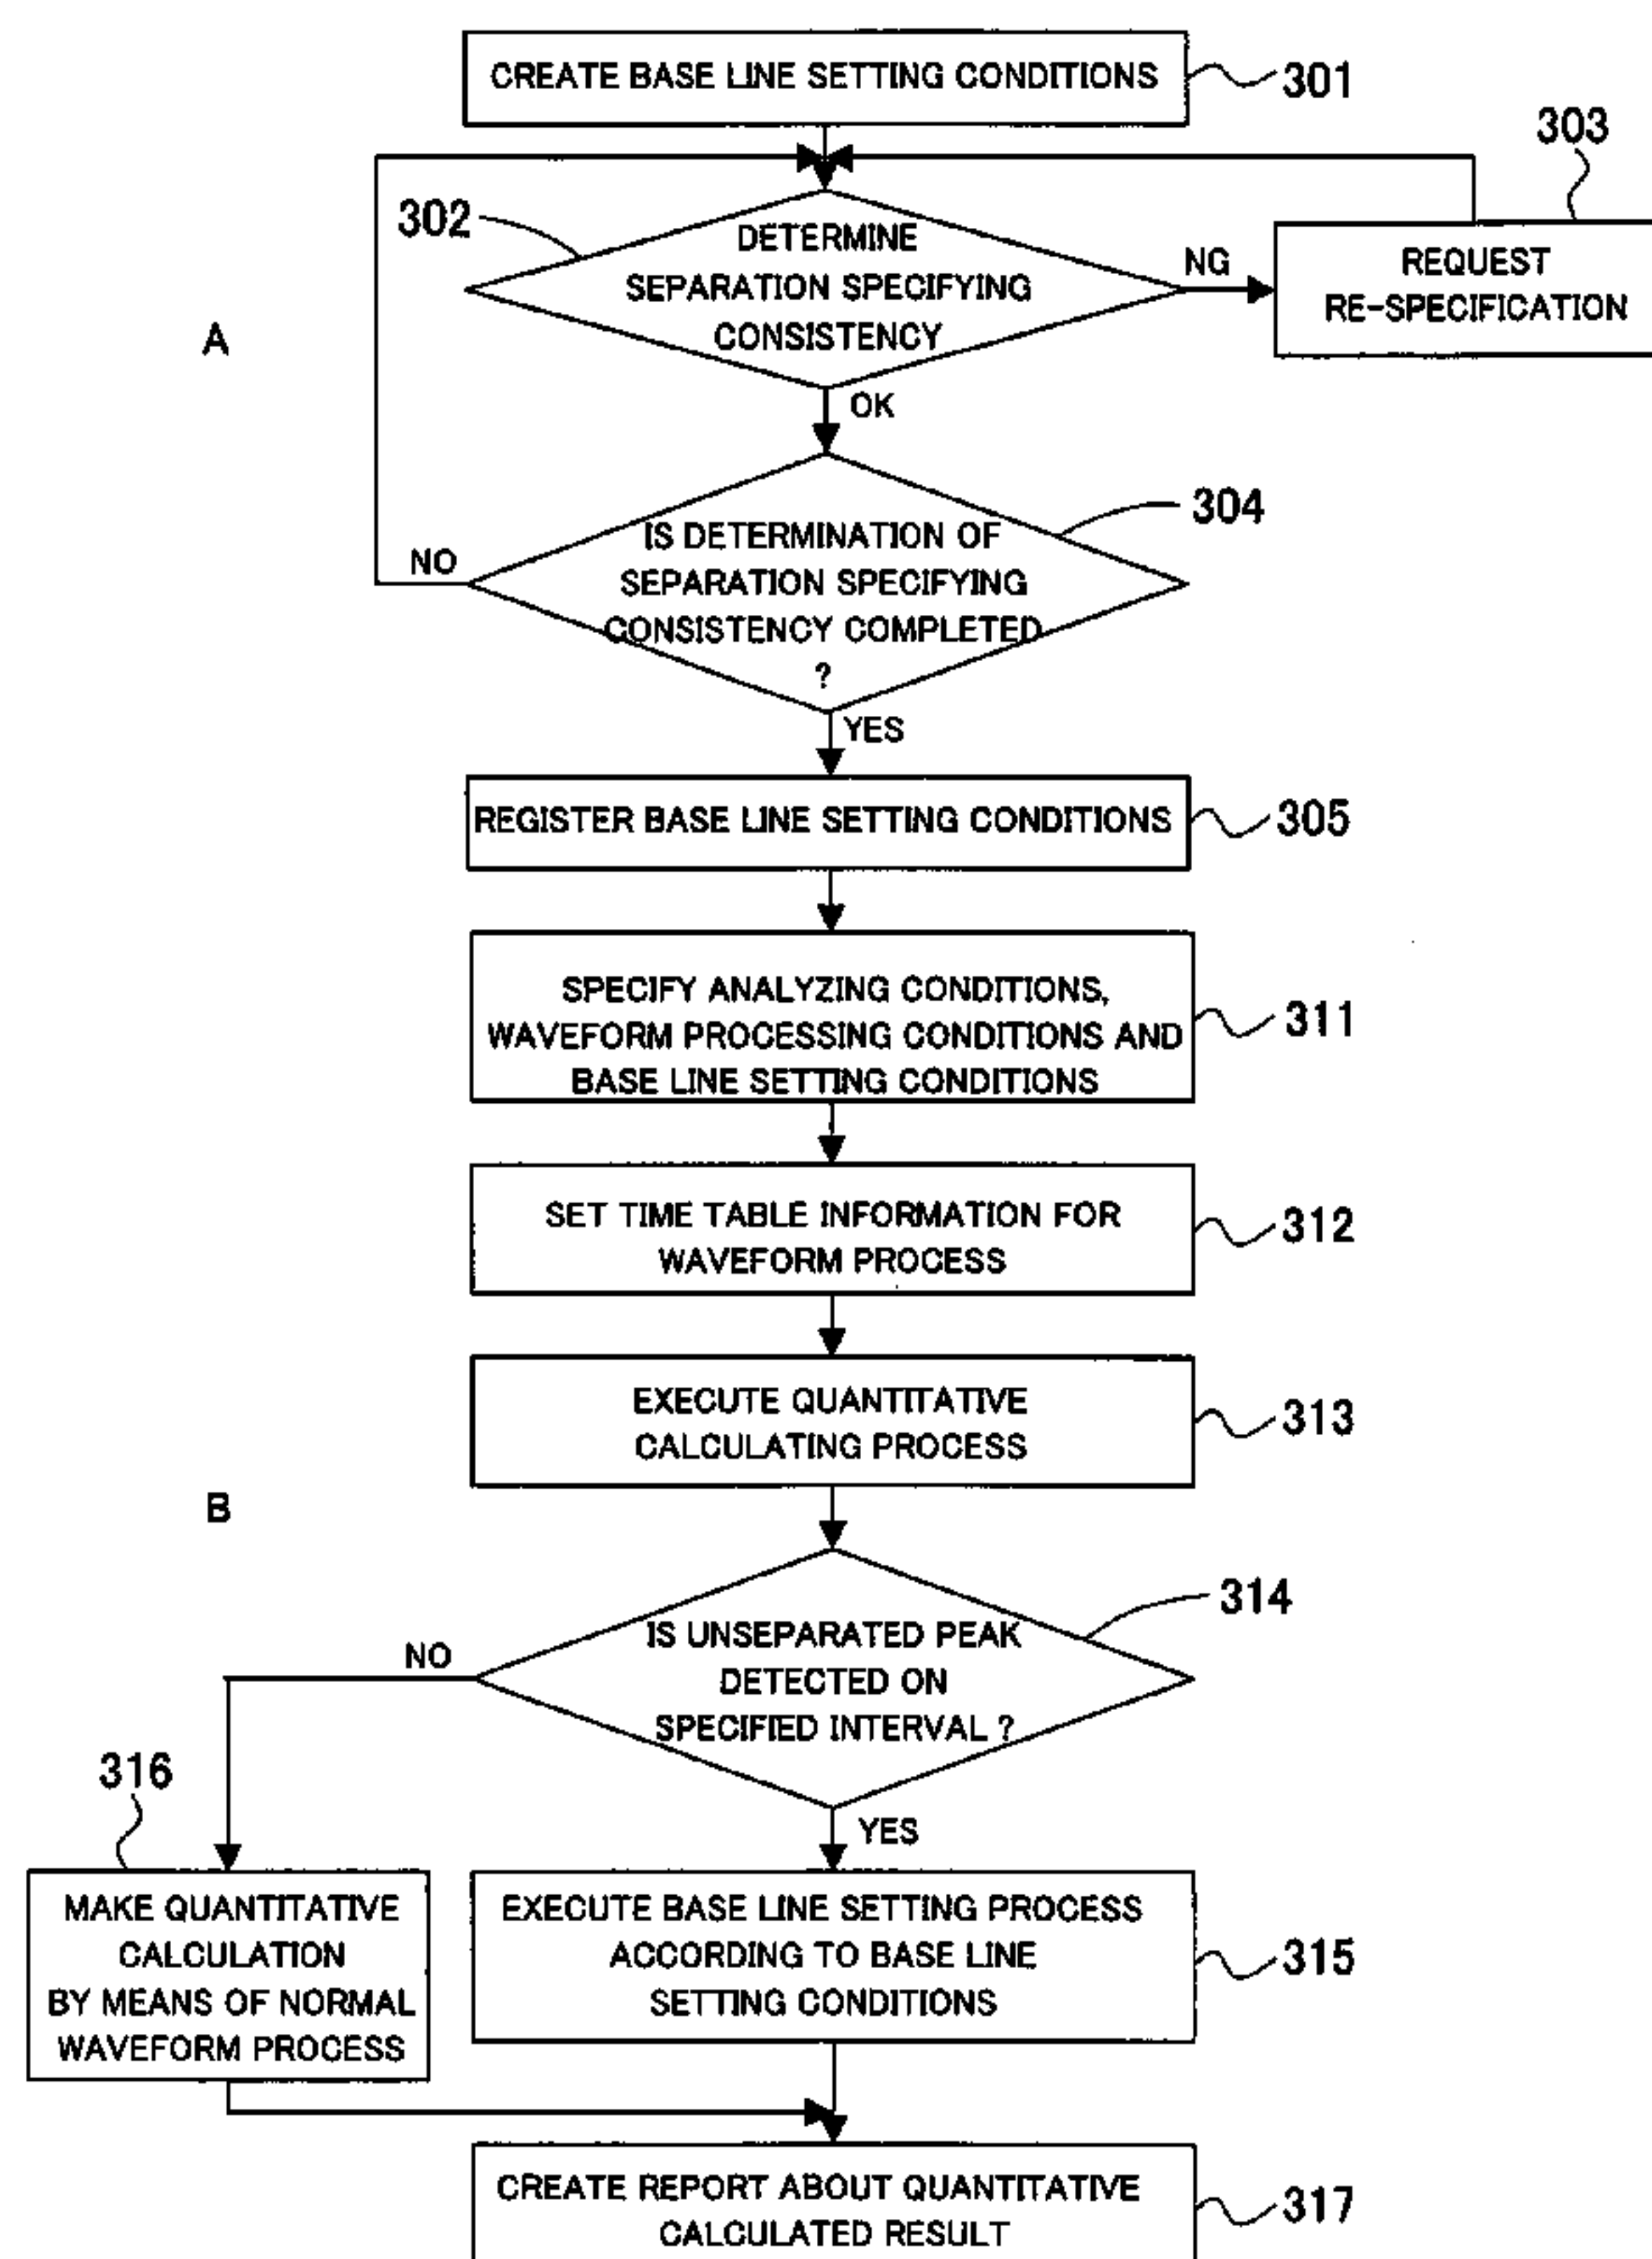 CREATE BASE LINE SETTING CONDITIONS
301
303
302
DETERMINE
SEPARATION SPECIFYING
CONSISTENCY
NG
REQUEST
RE-SPECIFICATION
A
OK
304
IS DETERMINATION OF
SEPARATION SPECIFYING
CONSISTENCY COMPLETED
?
NO
YES
REGISTER BASE LINE SETTING CONDITIONS
305
SPECIFY ANALYZING CONDITIONS,
WAVEFORM PROCESSING CONDITIONS AND
BASE LINE SETTING CONDITIONS
311
SET TIME TABLE INFORMATION FOR
WAVEFORM PROCESS
312
EXECUTE QUANTITATIVE
CALCULATING PROCESS
313
B
314
IS UNSEPARATED PEAK
DETECTED ON
SPECIFIED INTERVAL ?
NO
YES
316
MAKE QUANTITATIVE
CALCULATION
BY MEANS OF NORMAL
WAVEFORM PROCESS
EXECUTE BASE LINE SETTING PROCESS
ACCORDING TO BASE LINE
SETTING CONDITIONS
315
CREATE REPORT ABOUT QUANTITATIVE
CALCULATED RESULT
317